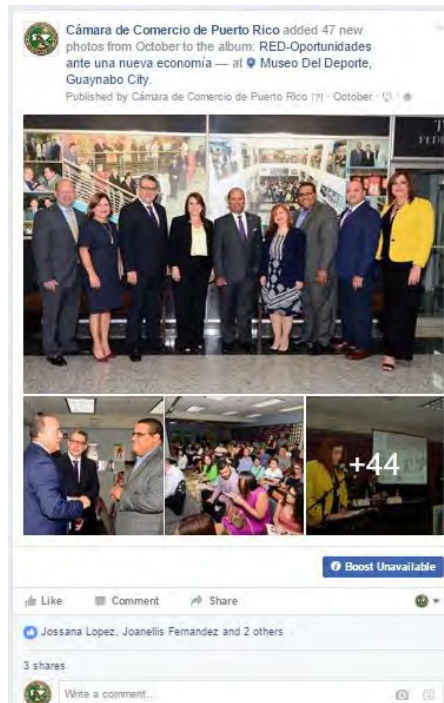 Cámara de Comercio de Puerto Rico added 47 new
photos from October to the album: RED-Oportunidades
ante una nueva economía — at Museo Del Deporte,
Guaynabo City.
Published by Cámara de Comercio de Puerto Rico [?] · October ·
+44
Boost Unavailable
Like Comment Share
Jossana Lopez, Joanellis Fernandez and 2 others
3 shares
Write a comment...